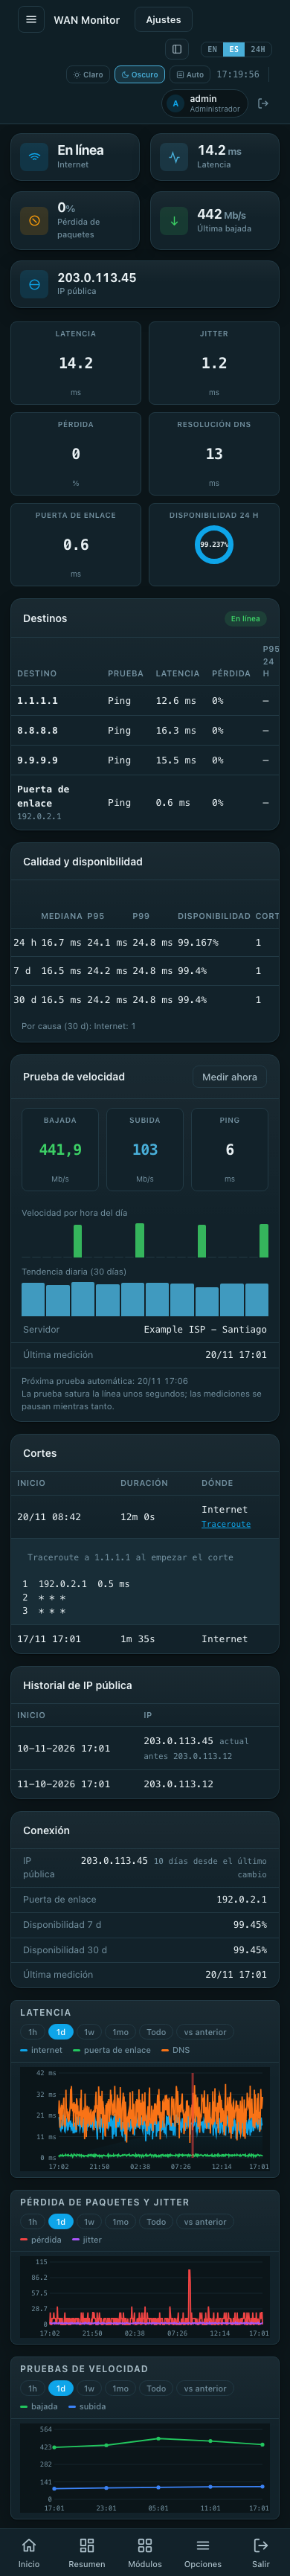 WAN Monitor Ajustes
EN ES 24H
Claro Oscuro Auto 17:19:56
A admin
Administrador
En línea
Internet
14.2 ms
Latencia
0%
Pérdida de
paquetes
442 Mb/s
Última bajada
203.0.113.45
IP pública
LATENCIA
14.2
ms
JITTER
1.2
ms
PÉRDIDA
0
%
RESOLUCIÓN DNS
13
ms
PUERTA DE ENLACE
0.6
ms
DISPONIBILIDAD 24 H
99.237%
Destinos En línea
DESTINO PRUEBA LATENCIA PÉRDIDA P95 24 H
1.1.1.1 Ping 12.6 ms 0% —
8.8.8.8 Ping 16.3 ms 0% —
9.9.9.9 Ping 15.5 ms 0% —
Puerta de
enlace Ping 0.6 ms 0% —
192.0.2.1
Calidad y disponibilidad
MEDIANA P95 P99 DISPONIBILIDAD CORT
24 h 16.7 ms 24.1 ms 24.8 ms 99.167% 1
7 d 16.5 ms 24.2 ms 24.8 ms 99.4% 1
30 d 16.5 ms 24.2 ms 24.8 ms 99.4% 1
Por causa (30 d): Internet: 1
Prueba de velocidad Medir ahora
BAJADA
441,9
Mb/s
SUBIDA
103
Mb/s
PING
6
ms
Velocidad por hora del día
Tendencia diaria (30 días)
Servidor Example ISP — Santiago
Última medición 20/11 17:01
Próxima prueba automática: 20/11 17:06
La prueba satura la línea unos segundos; las mediciones se
pausan mientras tanto.
Cortes
INICIO DURACIÓN DÓNDE
20/11 08:42 12m 0s Internet
Traceroute
Traceroute a 1.1.1.1 al empezar el corte
1 192.0.2.1 0.5 ms
2 * * *
3 * * *
17/11 17:01 1m 35s Internet
Historial de IP pública
INICIO IP
10-11-2026 17:01 203.0.113.45 actual
antes 203.0.113.12
11-10-2026 17:01 203.0.113.12
Conexión
IP pública 203.0.113.45 10 días desde el último cambio
Puerta de enlace 192.0.2.1
Disponibilidad 7 d 99.45%
Disponibilidad 30 d 99.45%
Última medición 20/11 17:01
LATENCIA
1h 1d 1w 1mo Todo vs anterior
internet puerta de enlace DNS
42 ms
32 ms
21 ms
11 ms
0 ms
17:02 21:50 02:38 07:26 12:14 17:01
PÉRDIDA DE PAQUETES Y JITTER
1h 1d 1w 1mo Todo vs anterior
pérdida jitter
115
86.2
57.5
28.7
0
17:02 21:50 02:38 07:26 12:14 17:01
PRUEBAS DE VELOCIDAD
1h 1d 1w 1mo Todo vs anterior
bajada subida
564
423
282
141
0
17:01 23:01 05:01 11:01 17:01
Inicio Resumen Módulos Opciones Salir